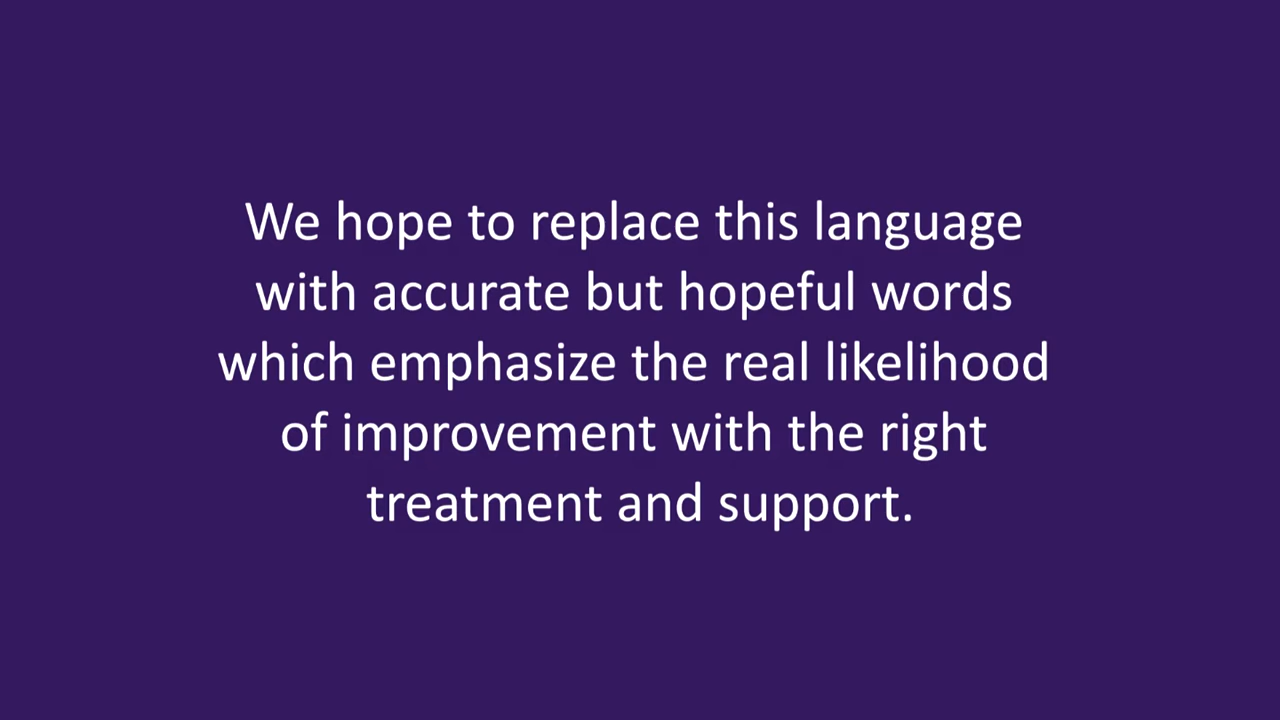 We hope to replace this language
with accurate but hopeful words
which emphasize the real likelihood
of improvement with the right
treatment and support.